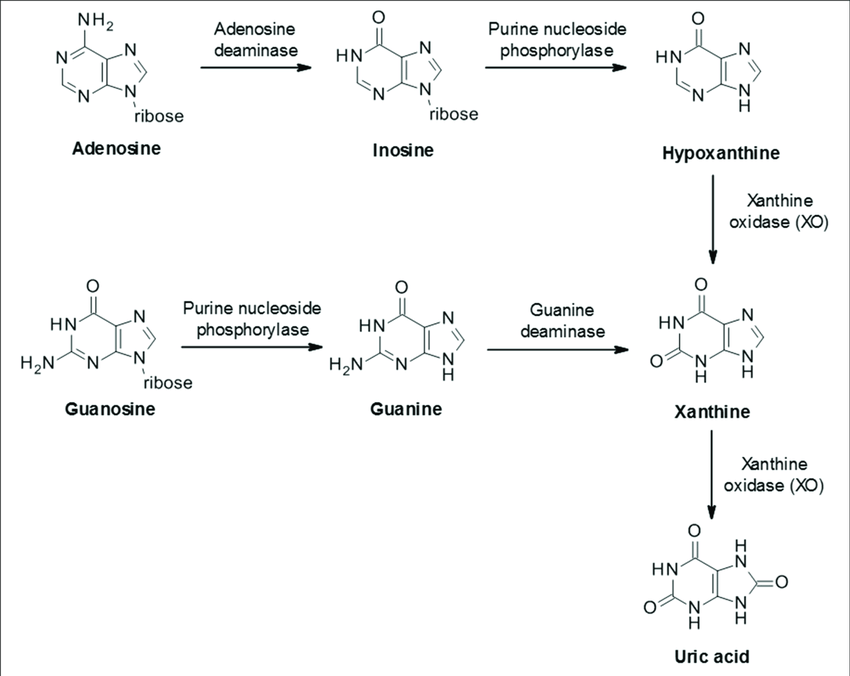 NH2
N
N
N
N
ribose
Adenosine
Adenosine
deaminase
O
HN
N
N
N
ribose
Inosine
Purine nucleoside
phosphorylase
O
HN
N
N
N
H
Hypoxanthine
Xanthine
oxidase (XO)
O
HN
N
H2N
N
N
ribose
Guanosine
Purine nucleoside
phosphorylase
O
HN
N
H2N
N
N
H
Guanine
Guanine
deaminase
O
HN
N
O
N
H
N
H
Xanthine
Xanthine
oxidase (XO)
O
H
N
HN
O
O
N
H
N
H
Uric acid